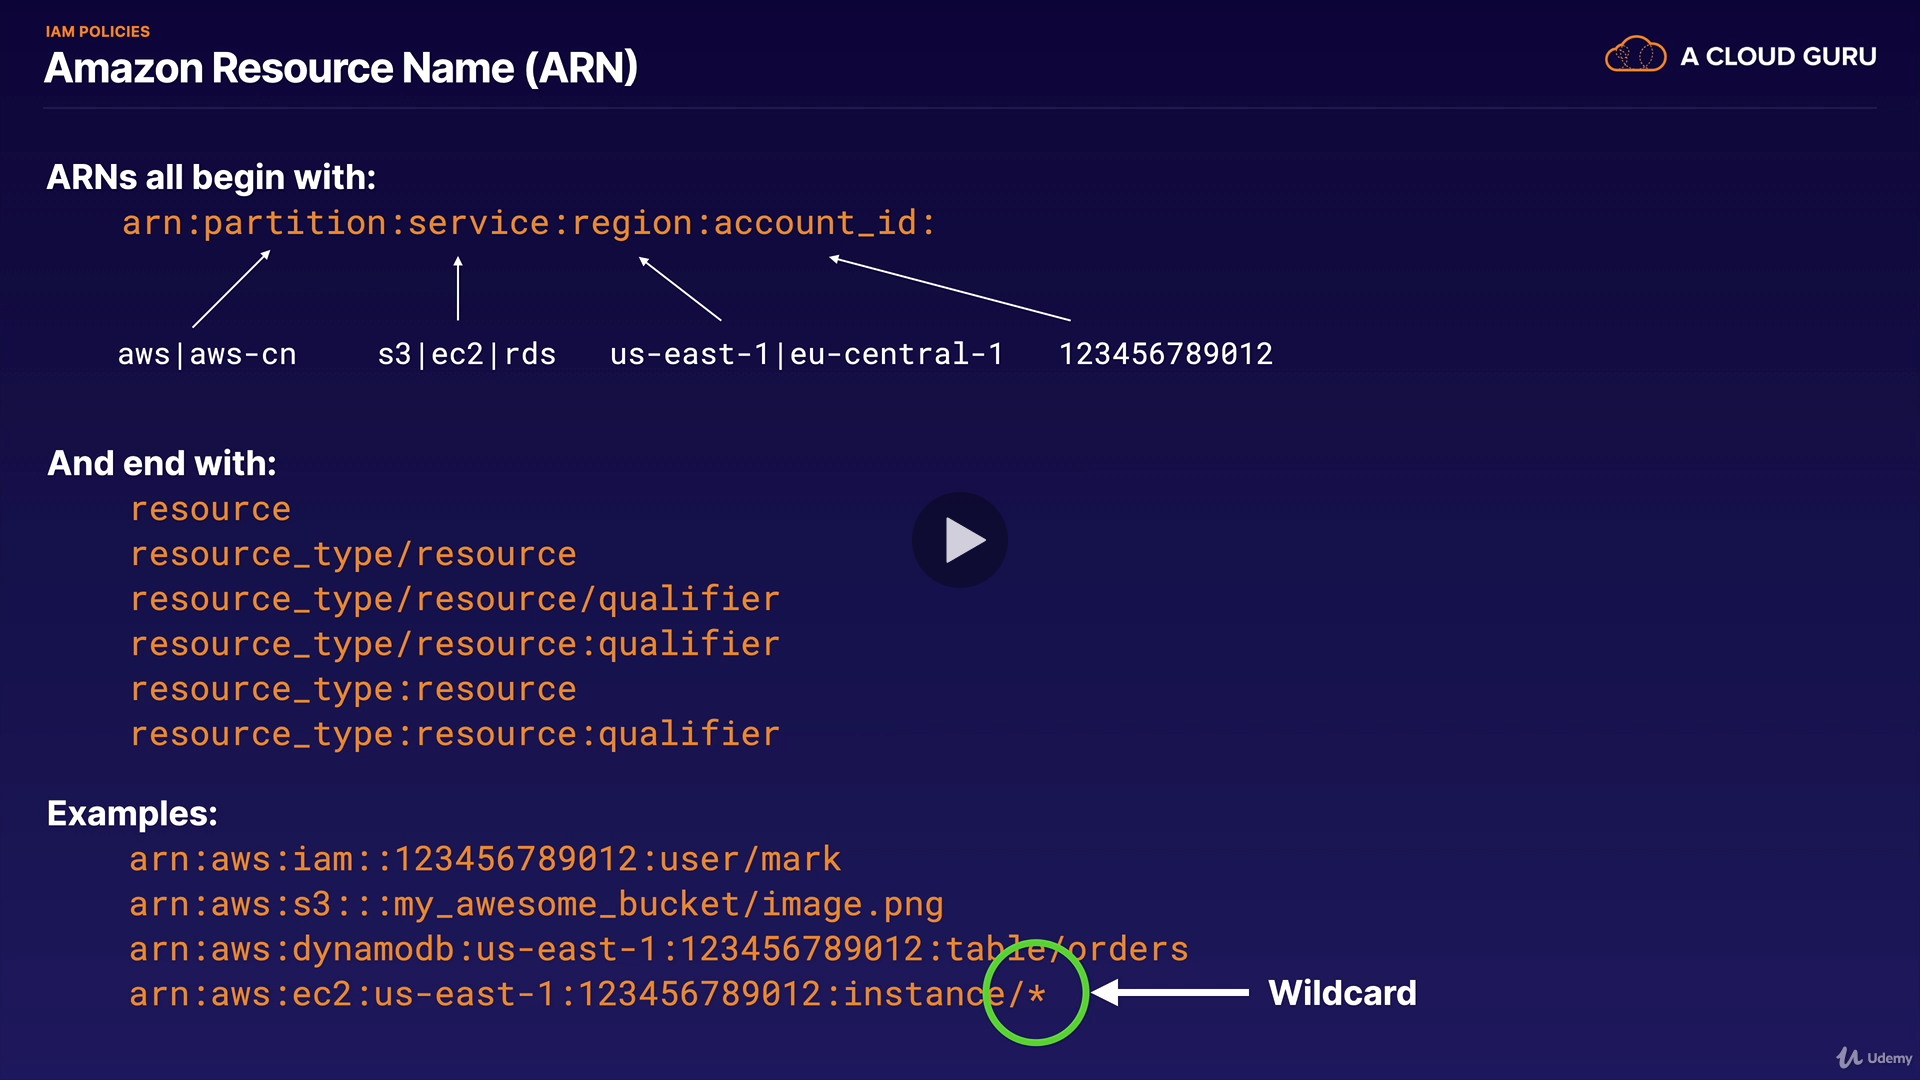 IAM POLICIES
Amazon Resource Name (ARN)
A CLOUD GURU
ARNs all begin with:
arn:partition:service:region:account_id:
aws|aws-cn s3|ec2|rds us-east-1|eu-central-1 123456789012
And end with:
resource
resource_type/resource
resource_type/resource/qualifier
resource_type/resource:qualifier
resource_type:resource
resource_type:resource:qualifier
Examples:
arn:aws:iam::123456789012:user/mark
arn:aws:s3:::my_awesome_bucket/image.png
arn:aws:dynamodb:us-east-1:123456789012:table/orders
arn:aws:ec2:us-east-1:123456789012:instance/*
Wildcard
Udemy